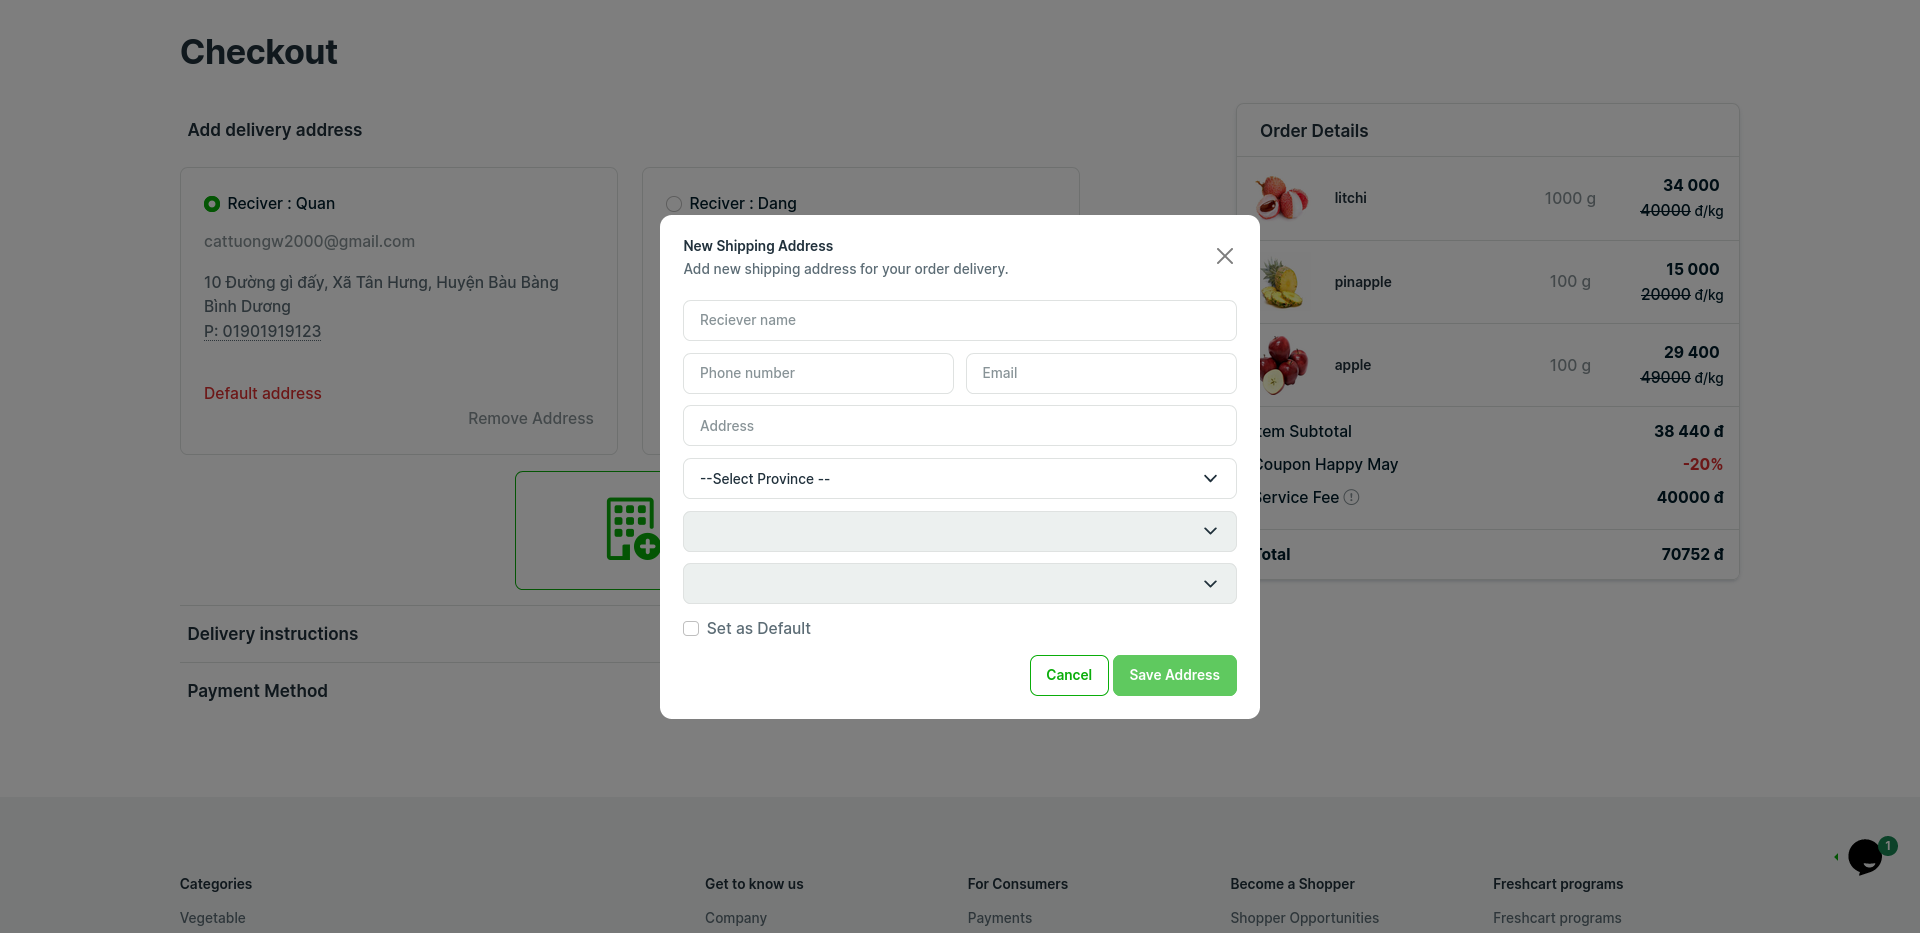 Checkout
Add delivery address
Reciver : Quan
cattuongw2000@gmail.com
10 Đường gì đấy, Xã Tân Hưng, Huyện Bàu Bàng
Bình Dương
P: 01901919123
Default address
Remove Address
Reciver : Dang
Delivery instructions
Payment Method
New Shipping Address
Add new shipping address for your order delivery.
Reciever name
Phone number
Email
Address
--Select Province --
Set as Default
Cancel
Save Address
Order Details
litchi
1000 g
34 000
40000 đ/kg
pinapple
100 g
15 000
20000 đ/kg
apple
100 g
29 400
49000 đ/kg
tem Subtotal
38 440 đ
Coupon Happy May
-20%
Service Fee
40000 đ
Total
70752 đ
1
Categories
Vegetable
Get to know us
Company
For Consumers
Payments
Become a Shopper
Shopper Opportunities
Freshcart programs
Freshcart programs